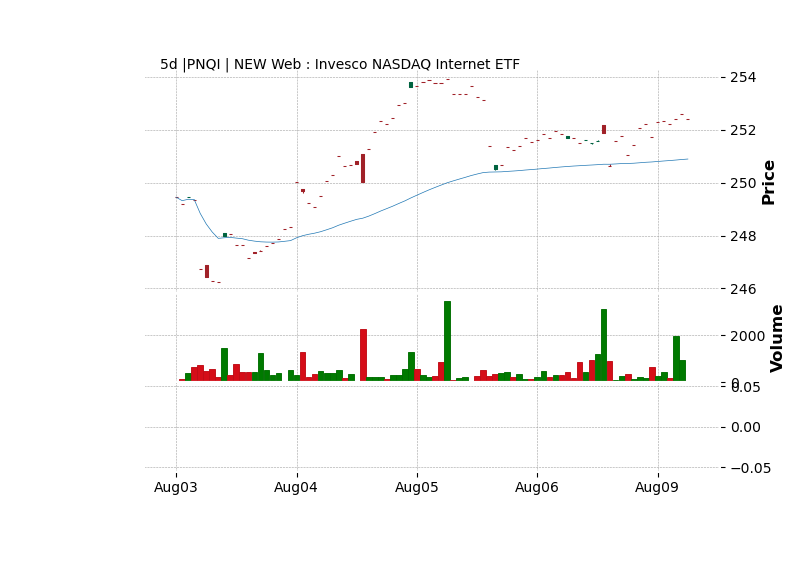 5d |PNQI | NEW Web : Invesco NASDAQ Internet ETF
254
252
250
248
246
Price
2000
0
Volume
0.05
0.00
−0.05
Aug03 Aug04 Aug05 Aug06 Aug09